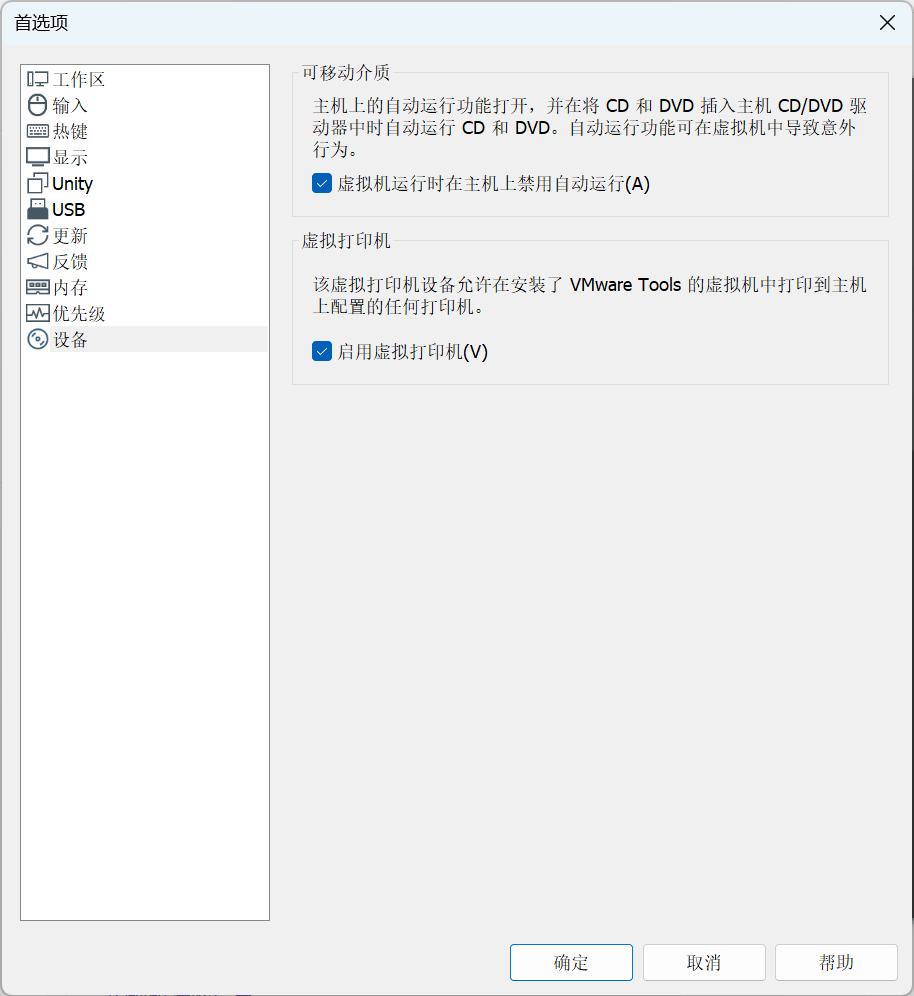 首选项
工作区
输入
热键
显示
Unity
USB
更新
反馈
内存
优先级
设备
可移动介质
主机上的自动运行功能打开，并在将 CD 和 DVD 插入主机 CD/DVD 驱
动器中时自动运行 CD 和 DVD。自动运行功能可在虚拟机中导致意外
行为。
虚拟机运行时在主机上禁用自动运行(A)
虚拟打印机
该虚拟打印机设备允许在安装了 VMware Tools 的虚拟机中打印到主机
上配置的任何打印机。
启用虚拟打印机(V)
确定
取消
帮助